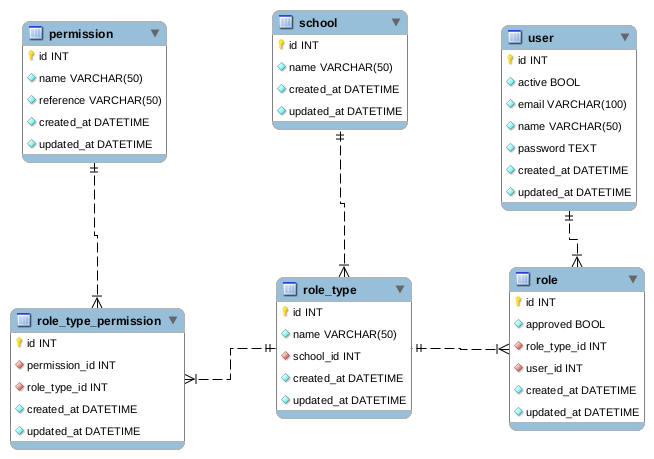 permission
id INT
name VARCHAR(50)
reference VARCHAR(50)
created_at DATETIME
updated_at DATETIME
school
id INT
name VARCHAR(50)
created_at DATETIME
updated_at DATETIME
user
id INT
active BOOL
email VARCHAR(100)
name VARCHAR(50)
password TEXT
created_at DATETIME
updated_at DATETIME
role_type_permission
id INT
permission_id INT
role_type_id INT
created_at DATETIME
updated_at DATETIME
role_type
id INT
name VARCHAR(50)
school_id INT
created_at DATETIME
updated_at DATETIME
role
id INT
approved BOOL
role_type_id INT
user_id INT
created_at DATETIME
updated_at DATETIME